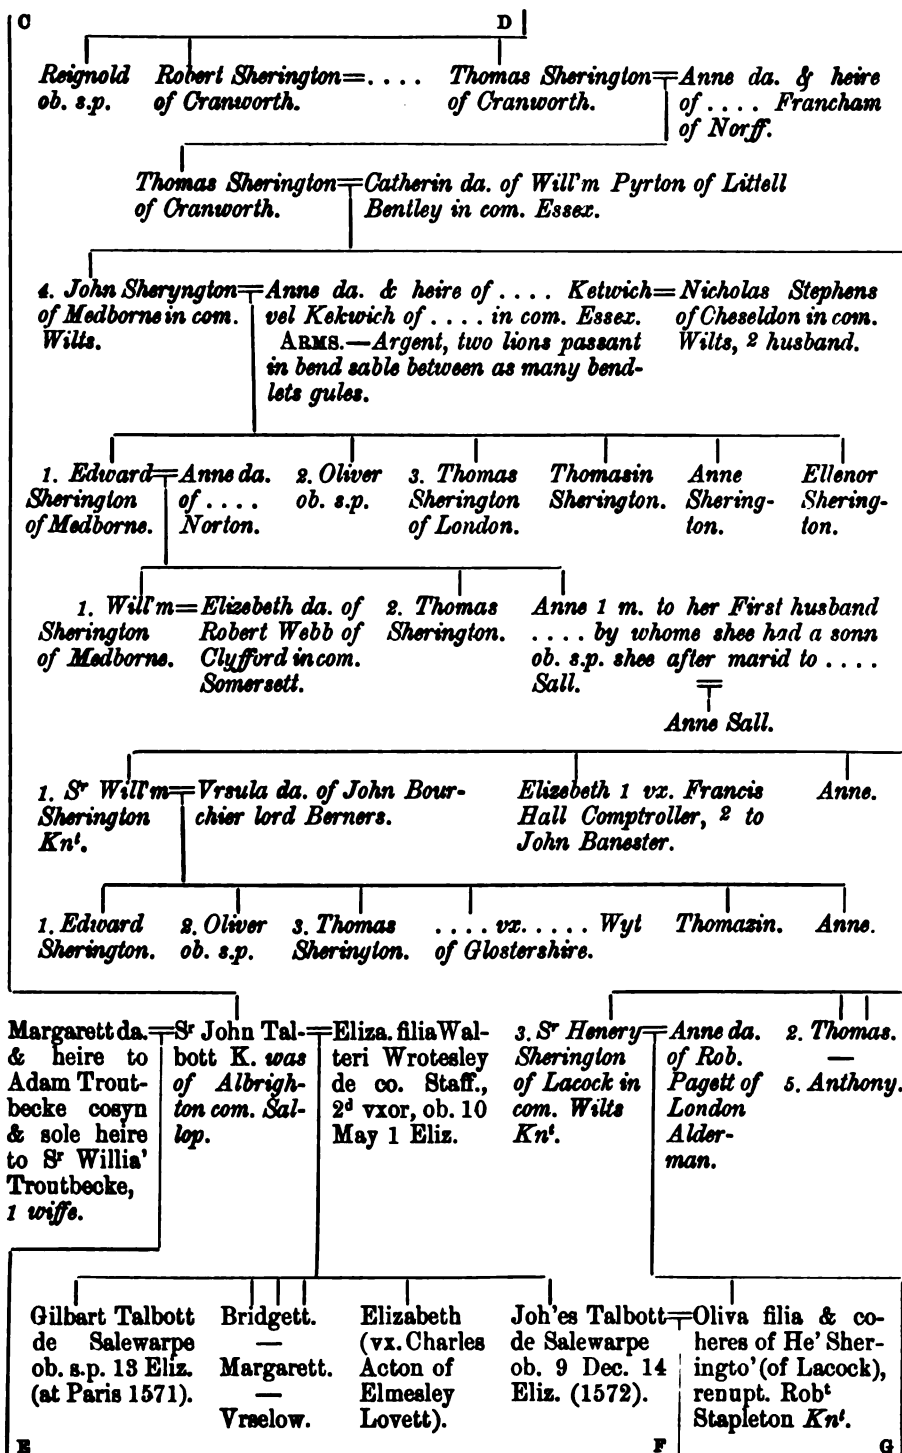 C
D
Reignold
ob. s.p.
Robert Sherington=....
of Cranworth.
Thomas Sherington=
of Cranworth.
Anne da. & heire
of .... Francham
of Norff.
Thomas Sherington=
of Cranworth.
Catherin da. of Will'm Pyrton of Littell
Bentley in com. Essex.
4. John Sheryngton=
of Medborne in com.
Wilts.
Anne da. & heire of .... Ketwich=
vel Kekwich of .... in com. Essex.
ARMS.—Argent, two lions passant
in bend sable between as many bend-
lets gules.
Nicholas Stephens
of Cheseldon in com.
Wilts, 2 husband.
1. Edward=
Sherington
of Medborne.
Anne da.
of ....
Norton.
2. Oliver
ob. s.p.
3. Thomas
Sherington
of London.
Thomasin
Sherington.
Anne
Shering-
ton.
Ellenor
Shering-
ton.
1. Will'm=
Sherington
of Medborne.
Elizebeth da. of
Robert Webb of
Clyfford in com.
Somersett.
2. Thomas
Sherington.
Anne 1 m. to her First husband
.... by whome shee had a sonn
ob. s.p. shee after marid to ....
Sall.
Anne Sall.
1. Sr Will'm=
Sherington
Knt.
Vrsula da. of John Bour-
chier lord Berners.
Elizebeth 1 vx. Francis
Hall Comptroller, 2 to
John Banester.
Anne.
1. Edward
Sherington.
2. Oliver
ob. s.p.
3. Thomas
Sherington.
.... vx..... Wyt
of Glostershire.
Thomazin.
Anne.
Margarett da.=
& heire to
Adam Trout-
becke cosyn
& sole heire
to Sr Willia'
Troutbecke,
1 wiffe.
Sr John Tal-=
bott K. was
of Albrigh-
ton com. Sal-
lop.
Eliza. filia Wal-
teri Wrotesley
de co. Staff.,
2d vxor, ob. 10
May 1 Eliz.
3. Sr Henery=
Sherington
of Lacock in
com. Wilts
Knt.
Anne da.
of Rob.
Pagett of
London
Alder-
man.
2. Thomas.
—
5. Anthony.
Gilbart Talbott
de Salewarpe
ob. s.p. 13 Eliz.
(at Paris 1571).
Bridgett.
—
Margarett.
—
Vrselow.
Elizabeth
(vx. Charles
Acton of
Elmesley
Lovett).
Joh'es Talbott=
de Salewarpe
ob. 9 Dec. 14
Eliz. (1572).
Oliva filia & co-
heres of He' Sher-
ingto' (of Lacock),
renupt. Robt
Stapleton Knt.
E
F
G